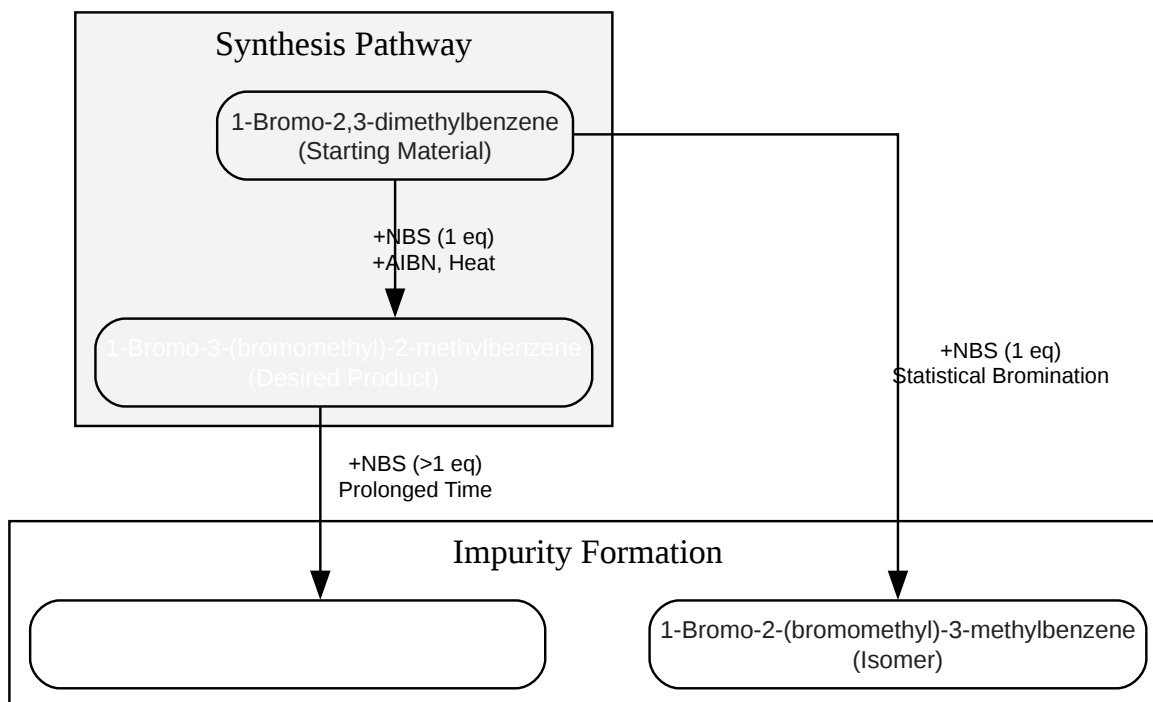 Synthesis Pathway
1-Bromo-2,3-dimethylbenzene
(Starting Material)
+NBS (1 eq)
+AIBN, Heat
1-Bromo-3-(bromomethyl)-2-methylbenzene
(Desired Product)
+NBS (1 eq)
Statistical Bromination
+NBS (>1 eq)
Prolonged Time
Impurity Formation
1-Bromo-2-(bromomethyl)-3-methylbenzene
(Isomer)